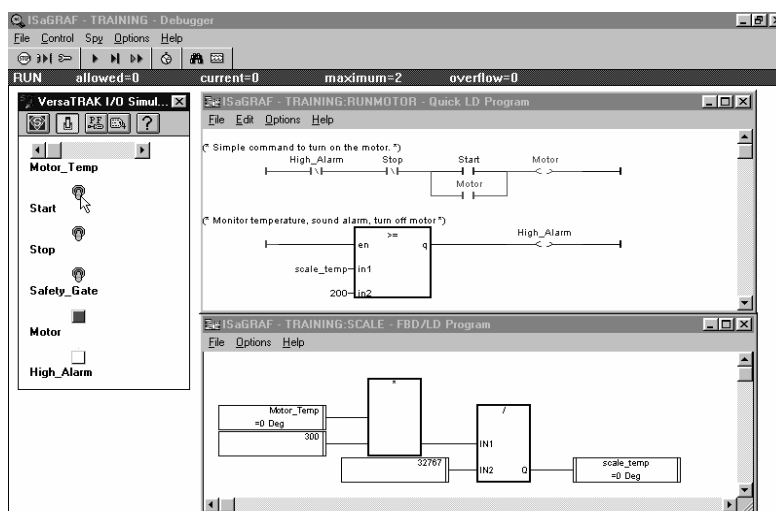 ISaGRAF - TRAINING - Debugger
File Control Spy Options Help
RUN allowed=0 current=0 maximum=2 overflow=0
VersaTRAK I/O Simul...
Motor_Temp
Start
Stop
Safety_Gate
Motor
High_Alarm
ISaGRAF - TRAINING:RUNMOTOR - Quick LD Program
File Edit Options Help
(* Simple command to turn on the motor. *)
High_Alarm Stop Start Motor
Motor
(* Monitor temperature, sound alarm, turn off motor *)
>= High_Alarm
en q
scale_temp in1
200 in2
ISaGRAF - TRAINING:SCALE - FBD/LD Program
File Options Help
*
Motor_Temp /
=0 Deg
300
IN1
32767 IN2 Q scale_temp
=0 Deg